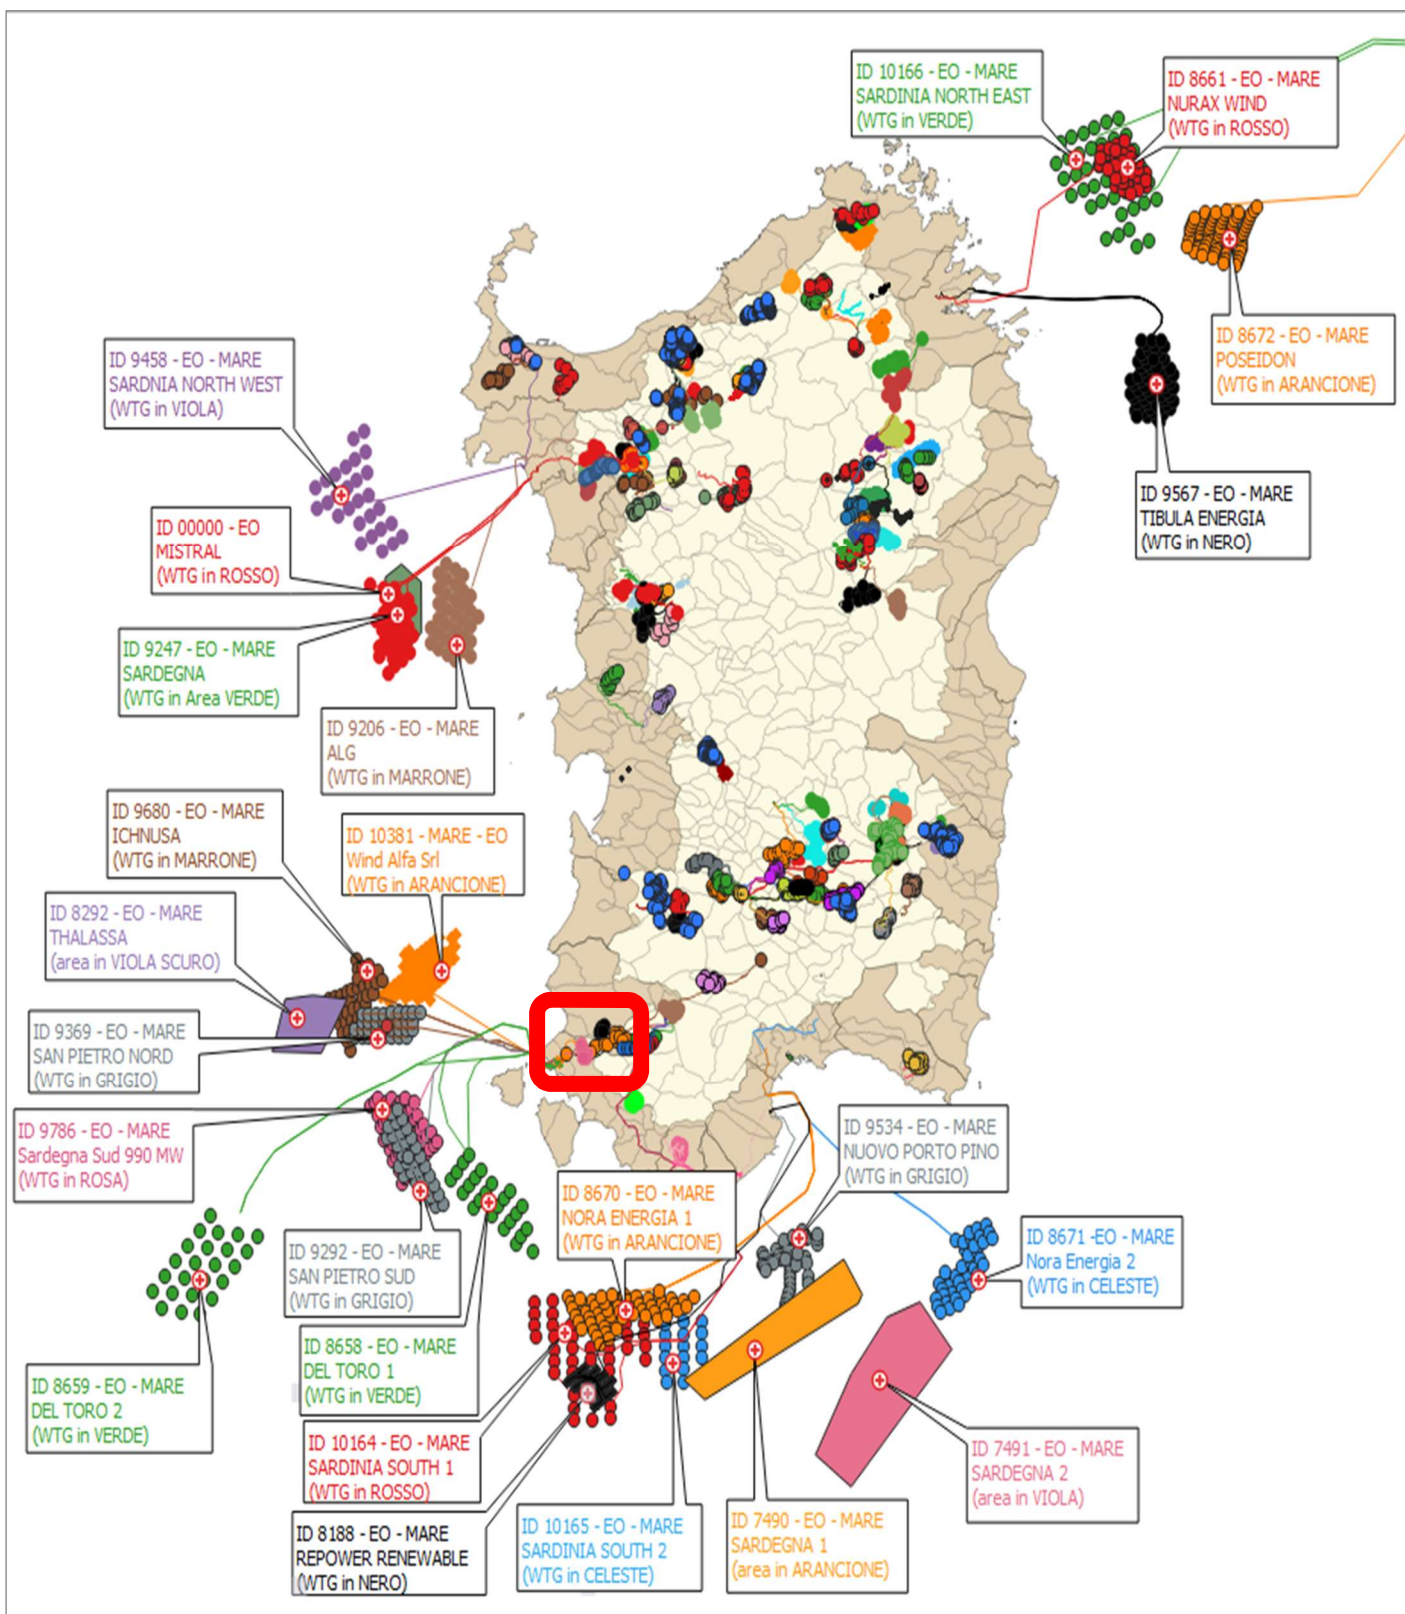 ID 10166 - EO - MARE
SARDINIA NORTH EAST
(WTG in VERDE)
ID 8661 - EO - MARE
NURAX WIND
(WTG in ROSSO)
ID 8672 - EO - MARE
POSEIDON
(WTG in ARANCIONE)
ID 9458 - EO - MARE
SARDNIA NORTH WEST
(WTG in VIOLA)
ID 9567 - EO - MARE
TIBULA ENERGIA
(WTG in NERO)
ID 00000 - EO
MISTRAL
(WTG in ROSSO)
ID 9247 - EO - MARE
SARDEGNA
(WTG in Area VERDE)
ID 9206 - EO - MARE
ALG
(WTG in MARRONE)
ID 9680 - EO - MARE
ICHNUSA
(WTG in MARRONE)
ID 10381 - MARE - EO
Wind Alfa Srl
(WTG in ARANCIONE)
ID 8292 - EO - MARE
THALASSA
(area in VIOLA SCURO)
ID 9369 - EO - MARE
SAN PIETRO NORD
(WTG in GRIGIO)
ID 9786 - EO - MARE
Sardegna Sud 990 MW
(WTG in ROSA)
ID 9534 - EO - MARE
NUOVO PORTO PINO
(WTG in GRIGIO)
ID 8670 - EO - MARE
NORA ENERGIA 1
(WTG in ARANCIONE)
ID 8671 -EO - MARE
Nora Energia 2
(WTG in CELESTE)
ID 9292 - EO - MARE
SAN PIETRO SUD
(WTG in GRIGIO)
ID 8658 - EO - MARE
DEL TORO 1
(WTG in VERDE)
ID 8659 - EO - MARE
DEL TORO 2
(WTG in VERDE)
ID 10164 - EO - MARE
SARDINIA SOUTH 1
(WTG in ROSSO)
ID 7491 - EO - MARE
SARDEGNA 2
(area in VIOLA)
ID 8188 - EO - MARE
REPOWER RENEWABLE
(WTG in NERO)
ID 10165 - EO - MARE
SARDINIA SOUTH 2
(WTG in CELESTE)
ID 7490 - EO - MARE
SARDEGNA 1
(area in ARANCIONE)